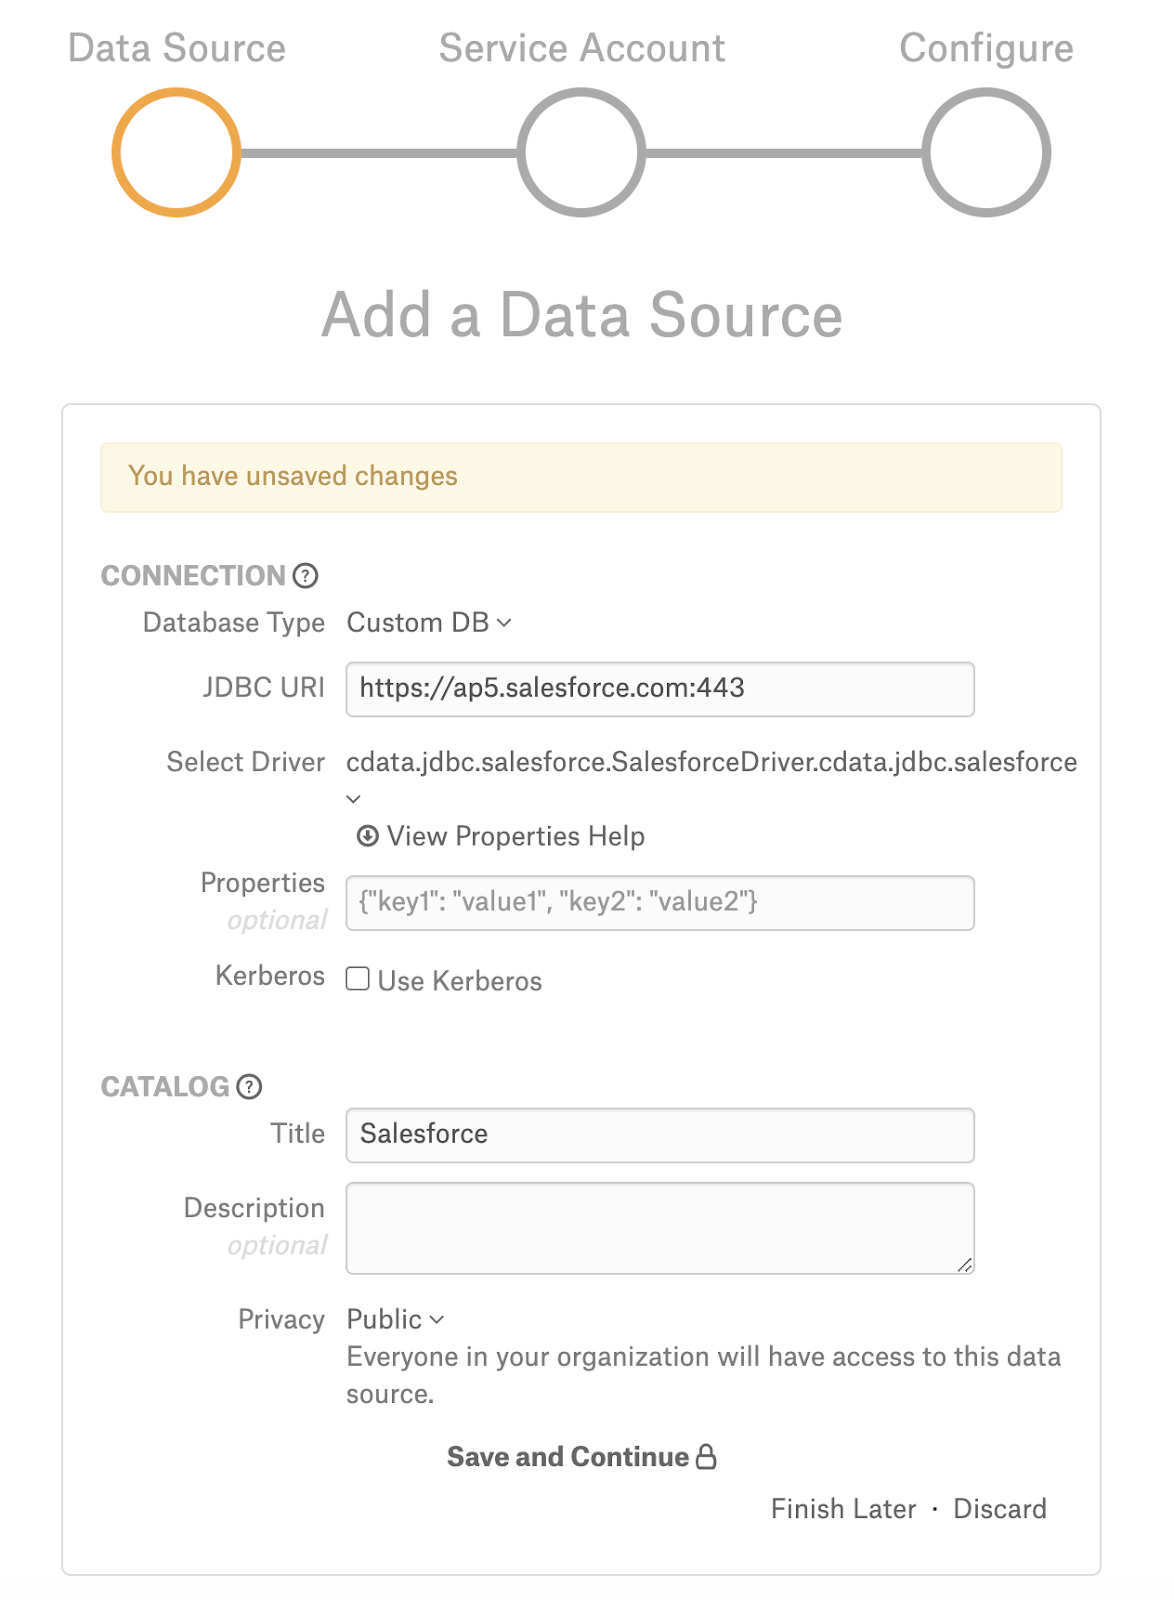 Data Source Service Account Configure
Add a Data Source
You have unsaved changes
CONNECTION ?
Database Type Custom DB
JDBC URI https://ap5.salesforce.com:443
Select Driver cdata.jdbc.salesforce.SalesforceDriver.cdata.jdbc.salesforce
View Properties Help
Properties
optional
{"key1": "value1", "key2": "value2"}
Kerberos Use Kerberos
CATALOG ?
Title Salesforce
Description
optional
Privacy Public
Everyone in your organization will have access to this data
source.
Save and Continue
Finish Later · Discard